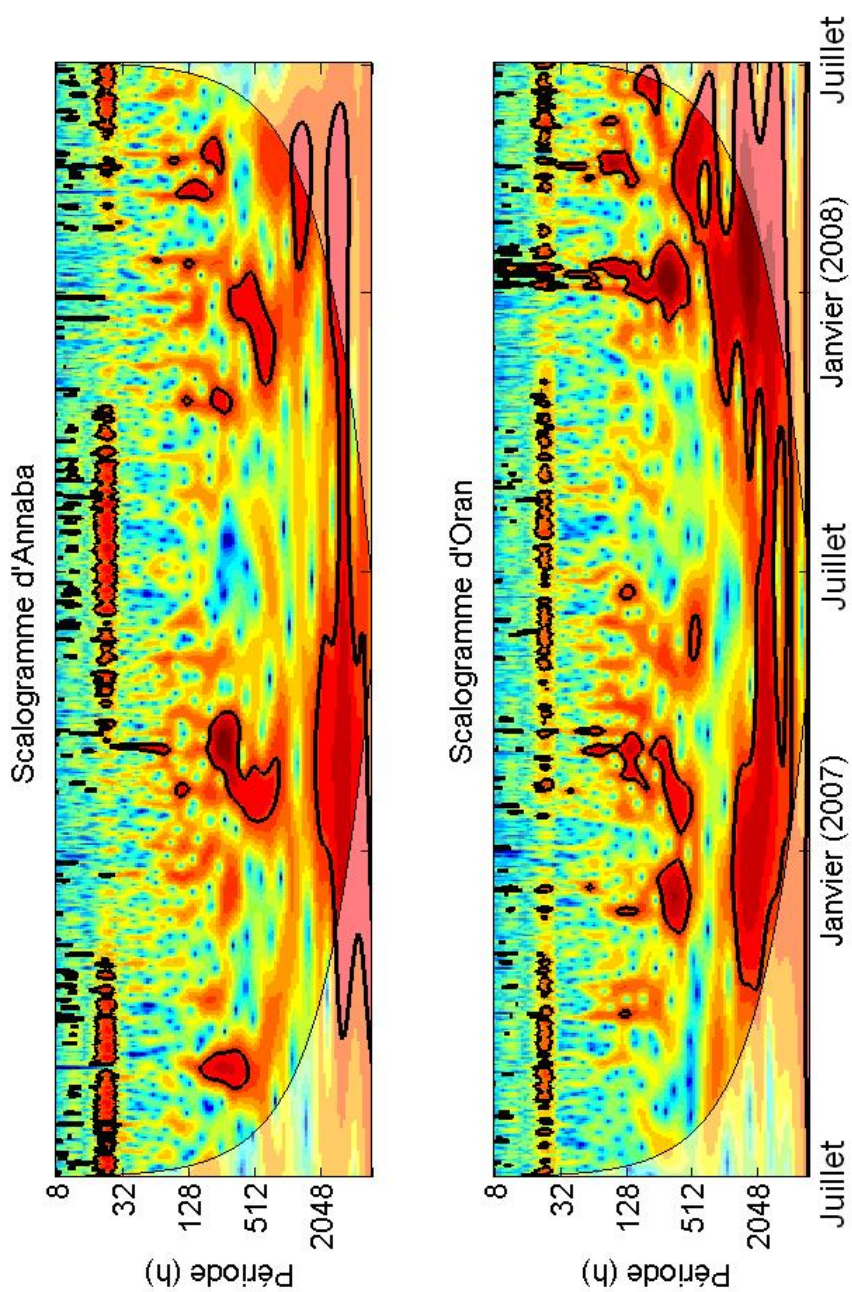 Scalogramme d'Annaba
Période (h)
8
32
128
512
2048
Scalogramme d'Oran
Période (h)
8
32
128
512
2048
Juillet
Janvier (2007)
Juillet
Janvier (2008)
Juillet